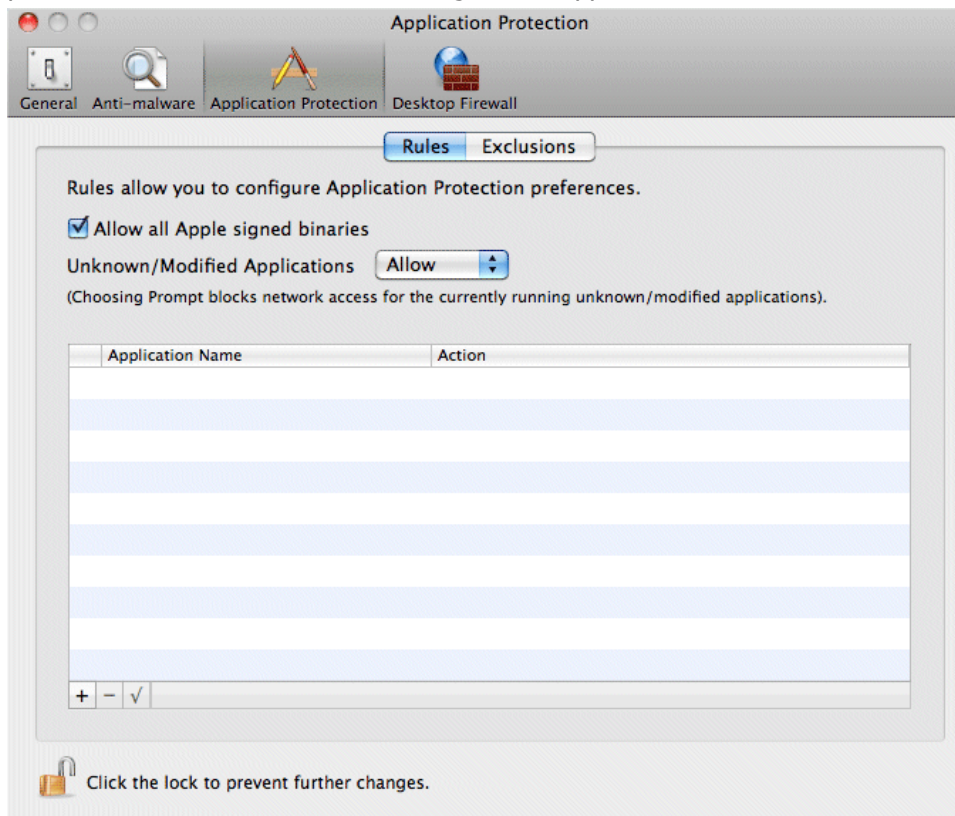 Application Protection
General Anti-malware Application Protection Desktop Firewall
Rules Exclusions
Rules allow you to configure Application Protection preferences.
Allow all Apple signed binaries
Unknown/Modified Applications Allow
(Choosing Prompt blocks network access for the currently running unknown/modified applications).
Application Name Action
+ − √
Click the lock to prevent further changes.